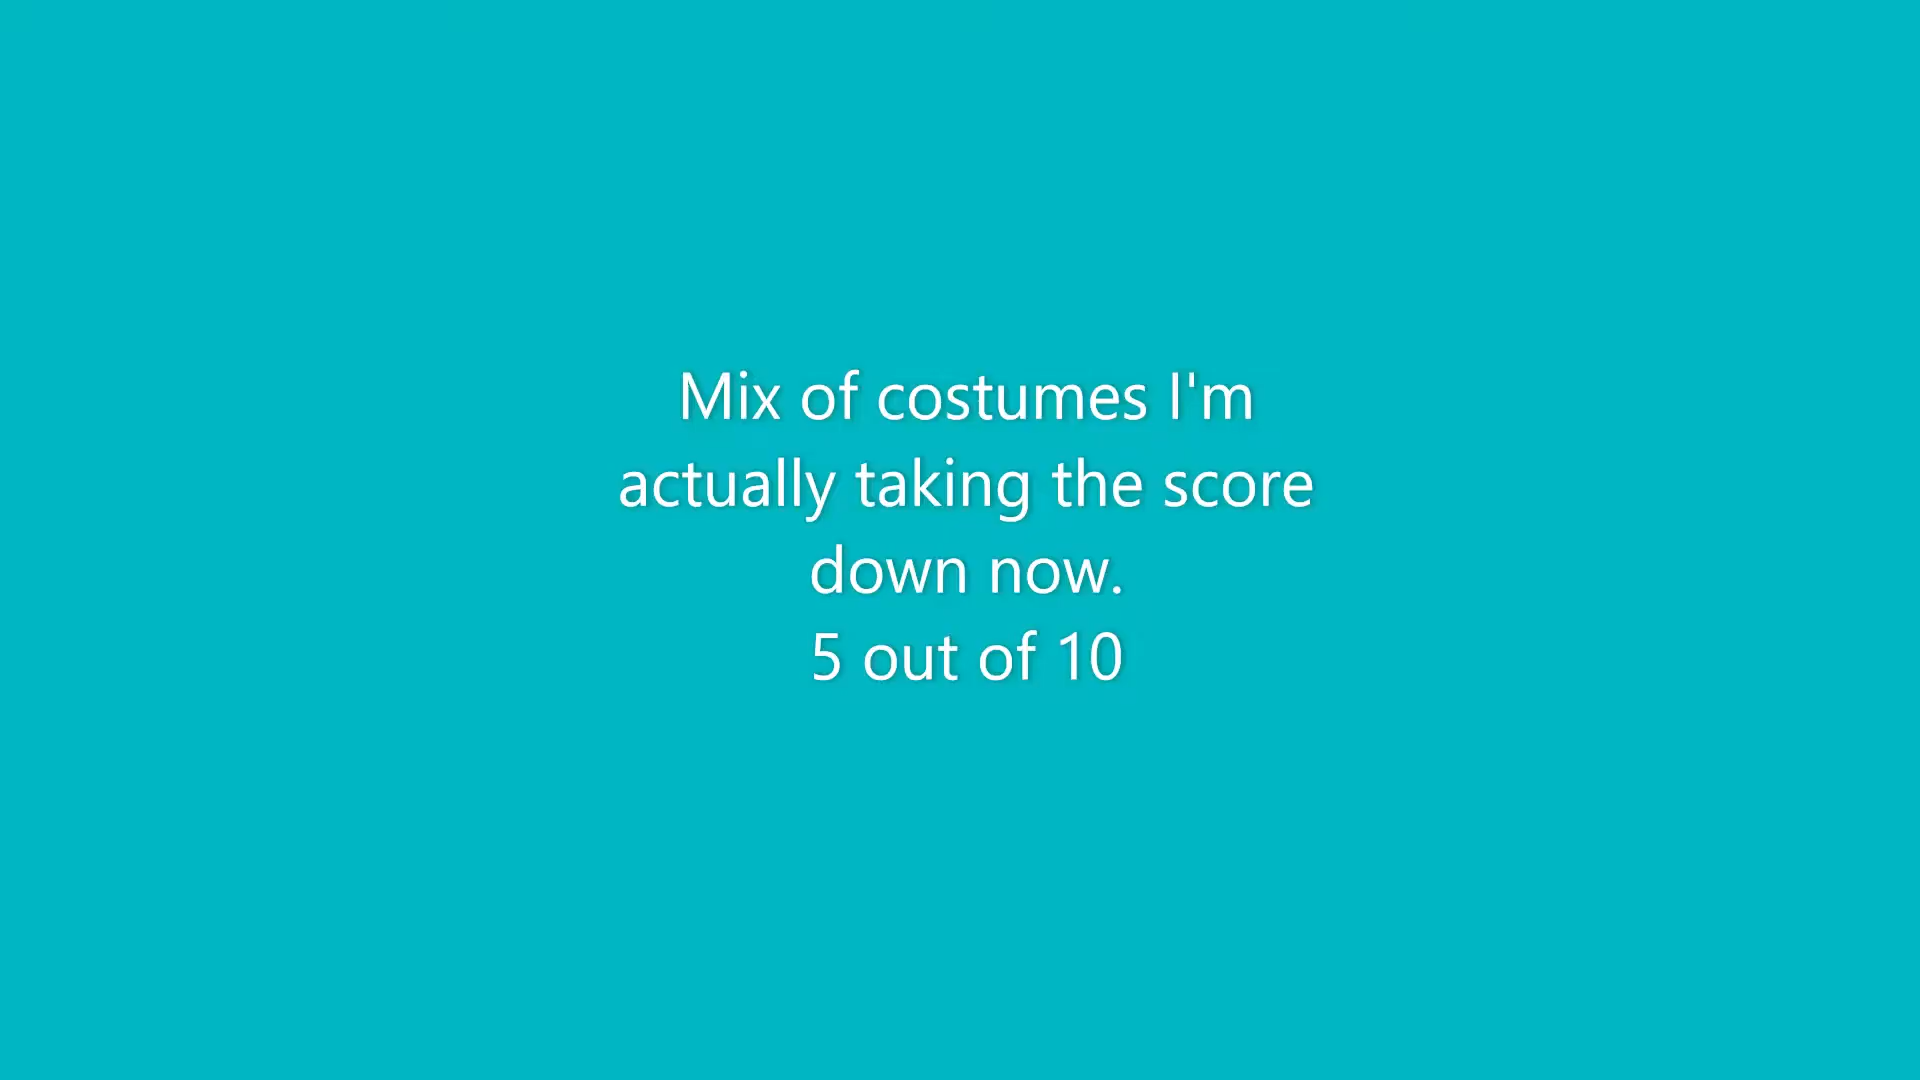 Mix of costumes I'm
actually taking the score
down now.
5 out of 10